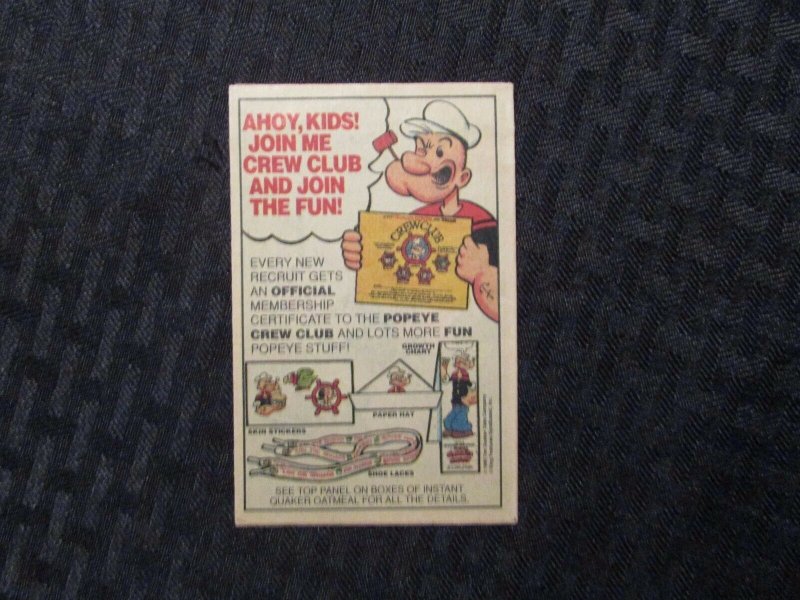 AHOY, KIDS!
JOIN ME
CREW CLUB
AND JOIN
THE FUN!
CREW CLUB
EVERY NEW
RECRUIT GETS
AN OFFICIAL
MEMBERSHIP
CERTIFICATE TO THE POPEYE
CREW CLUB AND LOTS MORE FUN
POPEYE STUFF!
GROWTH
CHART
PAPER HAT
SKIN STICKERS
SHOE LACES
SEE TOP PANEL ON BOXES OF INSTANT
QUAKER OATMEAL FOR ALL THE DETAILS.